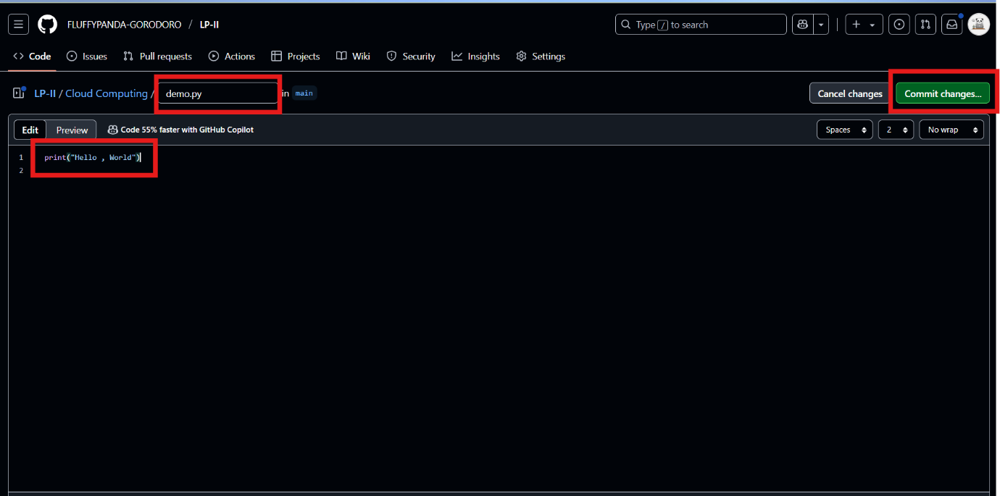 FLUFFYPANDA-GORODORO / LP-II Type / to search
Code Issues Pull requests Actions Projects Wiki Security Insights Settings
LP-II / Cloud Computing / demo.py in main Cancel changes Commit changes...
Edit Preview Code 55% faster with GitHub Copilot Spaces 2 No wrap
1 print("Hello , World")
2